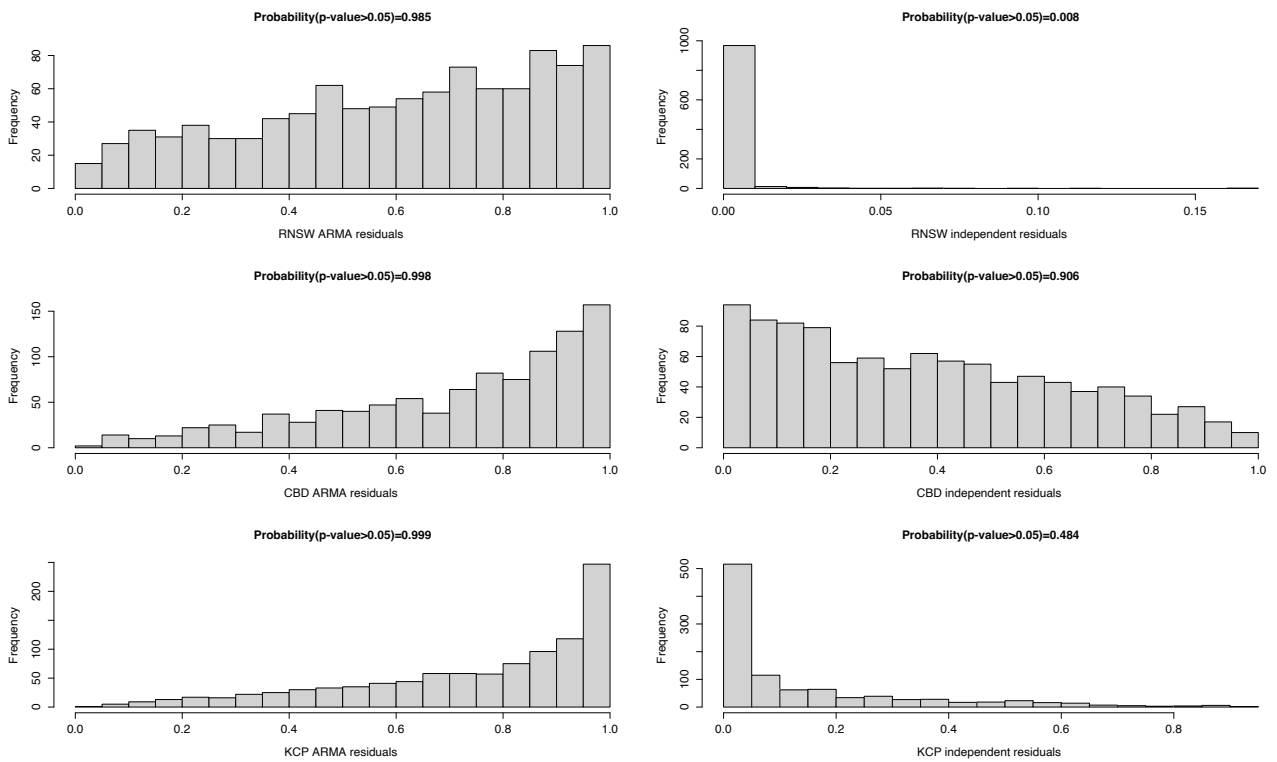 Probability(p-value>0.05)=0.985
Frequency
0 20 40 60 80
0.0 0.2 0.4 0.6 0.8 1.0
RNSW ARMA residuals
Probability(p-value>0.05)=0.008
Frequency
0 200 600 1000
0.00 0.05 0.10 0.15
RNSW independent residuals
Probability(p-value>0.05)=0.998
Frequency
0 50 100 150
0.0 0.2 0.4 0.6 0.8 1.0
CBD ARMA residuals
Probability(p-value>0.05)=0.906
Frequency
0 20 40 60 80
0.0 0.2 0.4 0.6 0.8 1.0
CBD independent residuals
Probability(p-value>0.05)=0.999
Frequency
0 50 100 200
0.0 0.2 0.4 0.6 0.8 1.0
KCP ARMA residuals
Probability(p-value>0.05)=0.484
Frequency
0 100 300 500
0.0 0.2 0.4 0.6 0.8
KCP independent residuals